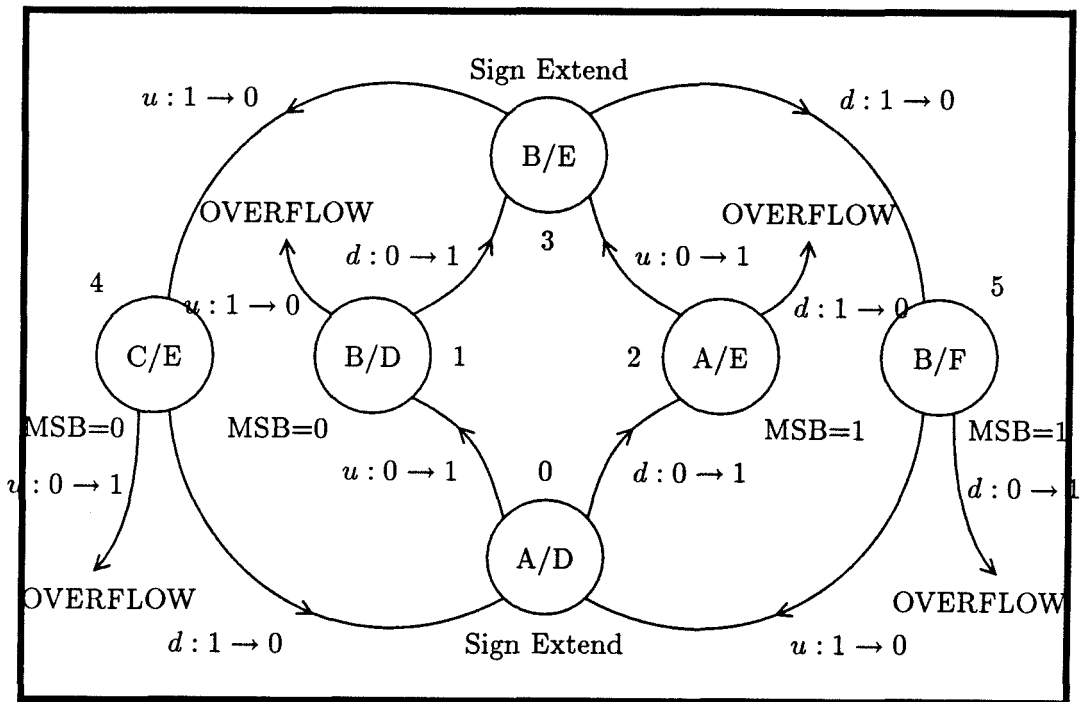 Sign Extend
u : 1 → 0
d : 1 → 0
B/E
OVERFLOW
OVERFLOW
3
d : 0 → 1
u : 0 → 1
4
5
u : 1 → 0
d : 1 → 0
C/E
B/D
1
2
A/E
B/F
MSB=0
MSB=0
MSB=1
MSB=1
u : 0 → 1
u : 0 → 1
0
d : 0 → 1
d : 0 → 1
A/D
OVERFLOW
OVERFLOW
d : 1 → 0
Sign Extend
u : 1 → 0